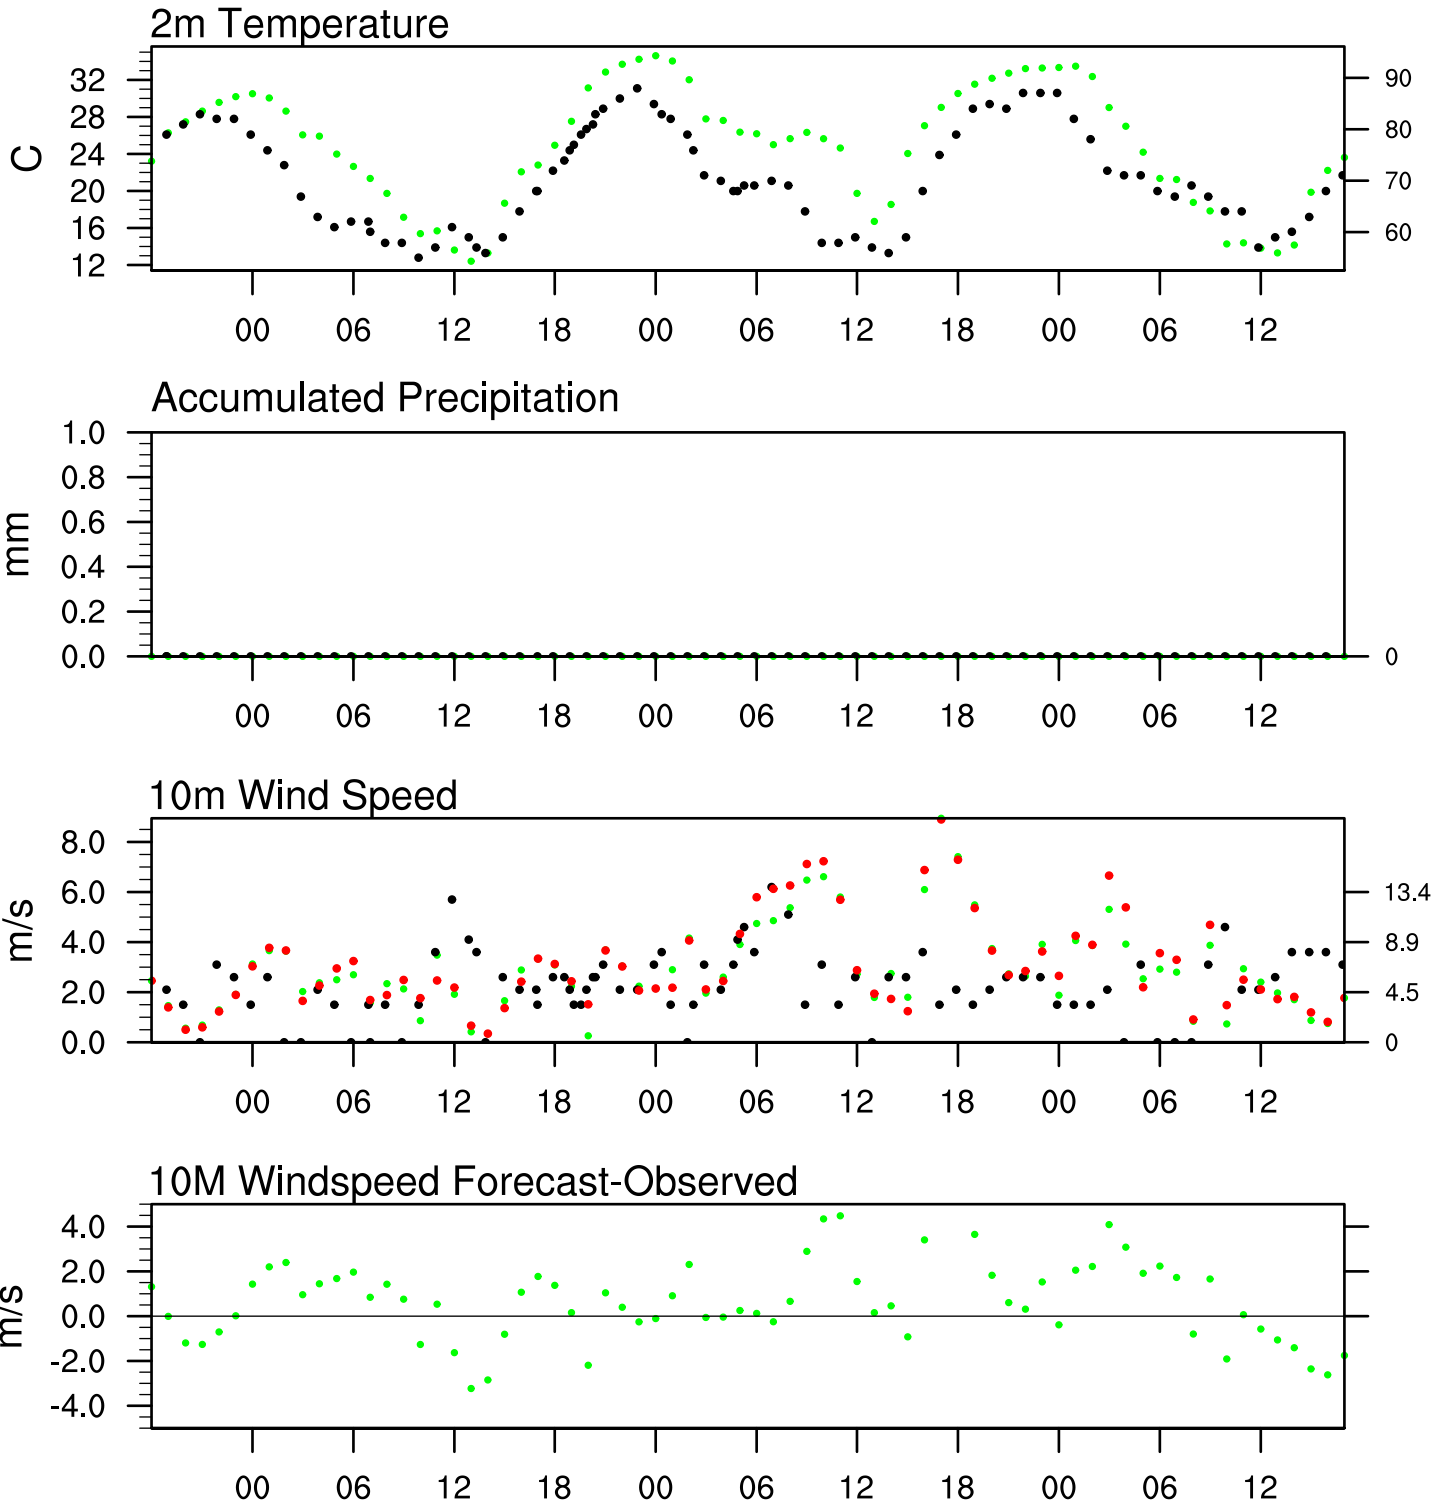 2m Temperature
32
28
24
20
16
12
C
90
80
70
60
00 06 12 18 00 06 12 18 00 06 12
Accumulated Precipitation
1.0
0.8
0.6
0.4
0.2
0.0
mm
0
00 06 12 18 00 06 12 18 00 06 12
10m Wind Speed
8.0
6.0
4.0
2.0
0.0
m/s
13.4
8.9
4.5
0
00 06 12 18 00 06 12 18 00 06 12
10M Windspeed Forecast-Observed
4.0
2.0
0.0
-2.0
-4.0
m/s
00 06 12 18 00 06 12 18 00 06 12